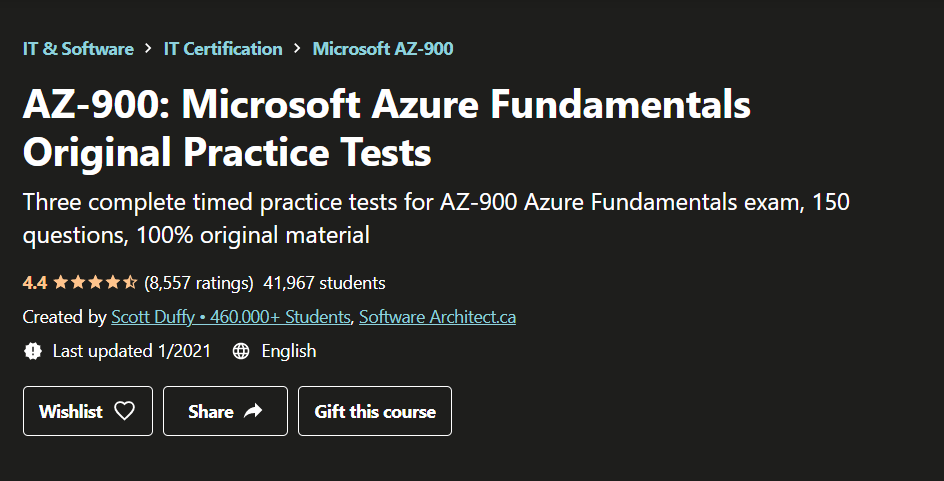 IT & Software > IT Certification > Microsoft AZ-900
AZ-900: Microsoft Azure Fundamentals
Original Practice Tests
Three complete timed practice tests for AZ-900 Azure Fundamentals exam, 150
questions, 100% original material
4.4 ★★★★⯪ (8,557 ratings) 41,967 students
Created by Scott Duffy • 460.000+ Students, Software Architect.ca
Last updated 1/2021 English
Wishlist Share Gift this course